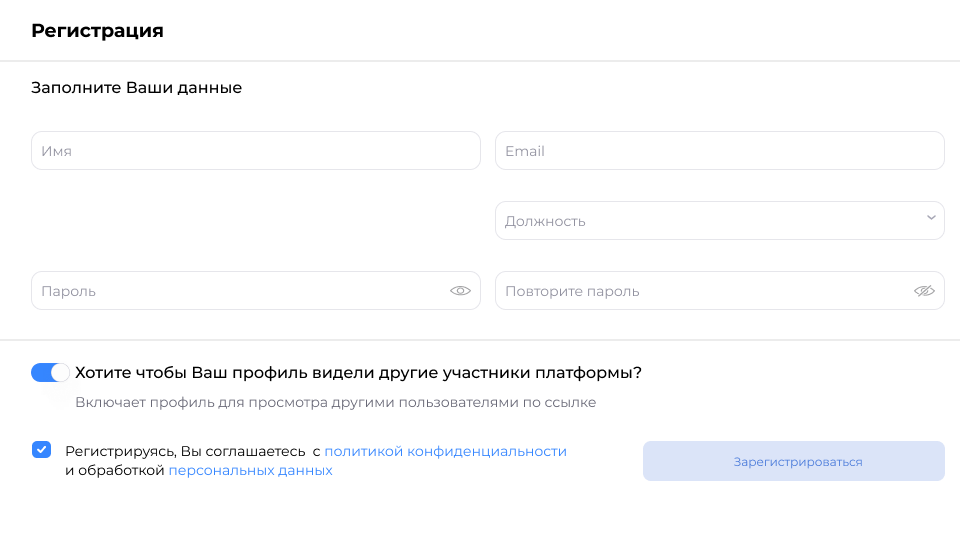 Регистрация
Заполните Ваши данные
Имя
Email
Должность
Пароль
Повторите пароль
Хотите чтобы Ваш профиль видели другие участники платформы?
Включает профиль для просмотра другими пользователями по ссылке
Регистрируясь, Вы соглашаетесь с политикой конфиденциальности
и обработкой персональных данных
Зарегистрироваться